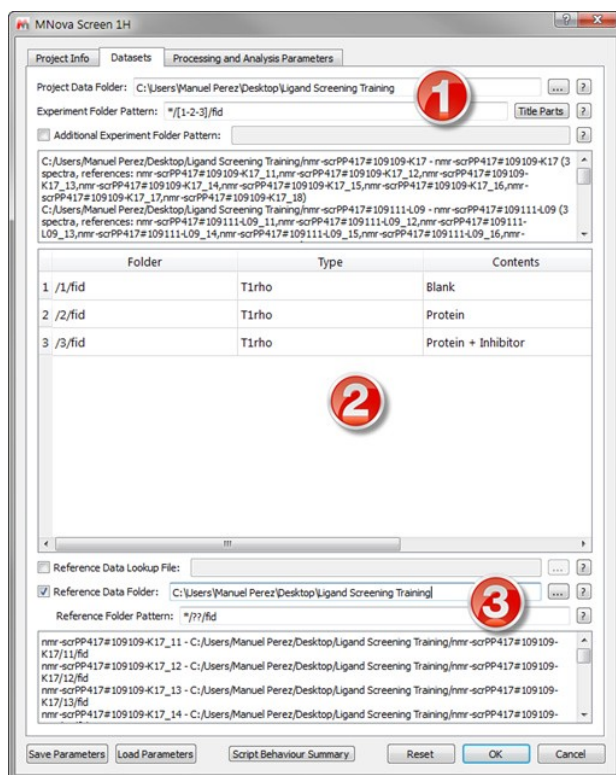 MNova Screen 1H
Project Info Datasets Processing and Analysis Parameters
Project Data Folder: C:\Users\Manuel Perez\Desktop\Ligand Screening Training ... ?
1
Experiment Folder Pattern: */[1-2-3]/fid Title Parts ?
Additional Experiment Folder Pattern: ?
C:/Users/Manuel Perez/Desktop/Ligand Screening Training/nmr-scrPP417#109109-K17 - nmr-scrPP417#109109-K17 (3
spectra, references: nmr-scrPP417#109109-K17_11,nmr-scrPP417#109109-K17_12,nmr-scrPP417#109109-
K17_13,nmr-scrPP417#109109-K17_14,nmr-scrPP417#109109-K17_15,nmr-scrPP417#109109-K17_16,nmr-
scrPP417#109109-K17_17,nmr-scrPP417#109109-K17_18)
C:/Users/Manuel Perez/Desktop/Ligand Screening Training/nmr-scrPP417#109111-L09 - nmr-scrPP417#109111-L09 (3
spectra, references: nmr-scrPP417#109111-L09_11,nmr-scrPP417#109111-L09_12,nmr-scrPP417#109111-
L09_13,nmr-scrPP417#109111-L09_14,nmr-scrPP417#109111-L09_15,nmr-scrPP417#109111-L09_16,nmr-
Folder Type Contents
1 /1/fid T1rho Blank
2 /2/fid T1rho Protein
3 /3/fid T1rho Protein + Inhibitor
2
Reference Data Lookup File: ... ?
Reference Data Folder: C:\Users\Manuel Perez\Desktop\Ligand Screening Training ... ?
3
Reference Folder Pattern: */??/fid ?
nmr-scrPP417#109109-K17_11 - C:/Users/Manuel Perez/Desktop/Ligand Screening Training/nmr-scrPP417#109109-
K17/11/fid
nmr-scrPP417#109109-K17_12 - C:/Users/Manuel Perez/Desktop/Ligand Screening Training/nmr-scrPP417#109109-
K17/12/fid
nmr-scrPP417#109109-K17_13 - C:/Users/Manuel Perez/Desktop/Ligand Screening Training/nmr-scrPP417#109109-
K17/13/fid
nmr-scrPP417#109109-K17_14 - C:/Users/Manuel Perez/Desktop/Ligand Screening Training/nmr-scrPP417#109109-
Save Parameters Load Parameters Script Behaviour Summary Reset OK Cancel